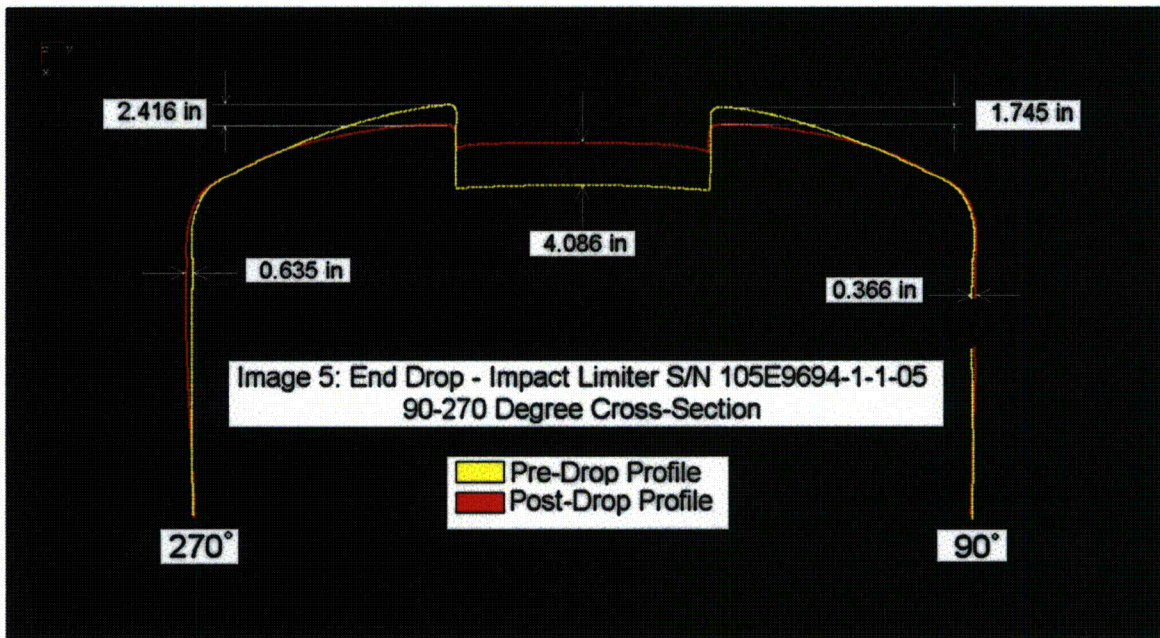 2.416 in
1.745 in
4.086 in
0.635 in
0.366 in
Image 5: End Drop - Impact Limiter S/N 105E9694-1-1-05
90-270 Degree Cross-Section
Pre-Drop Profile
Post-Drop Profile
270°
90°